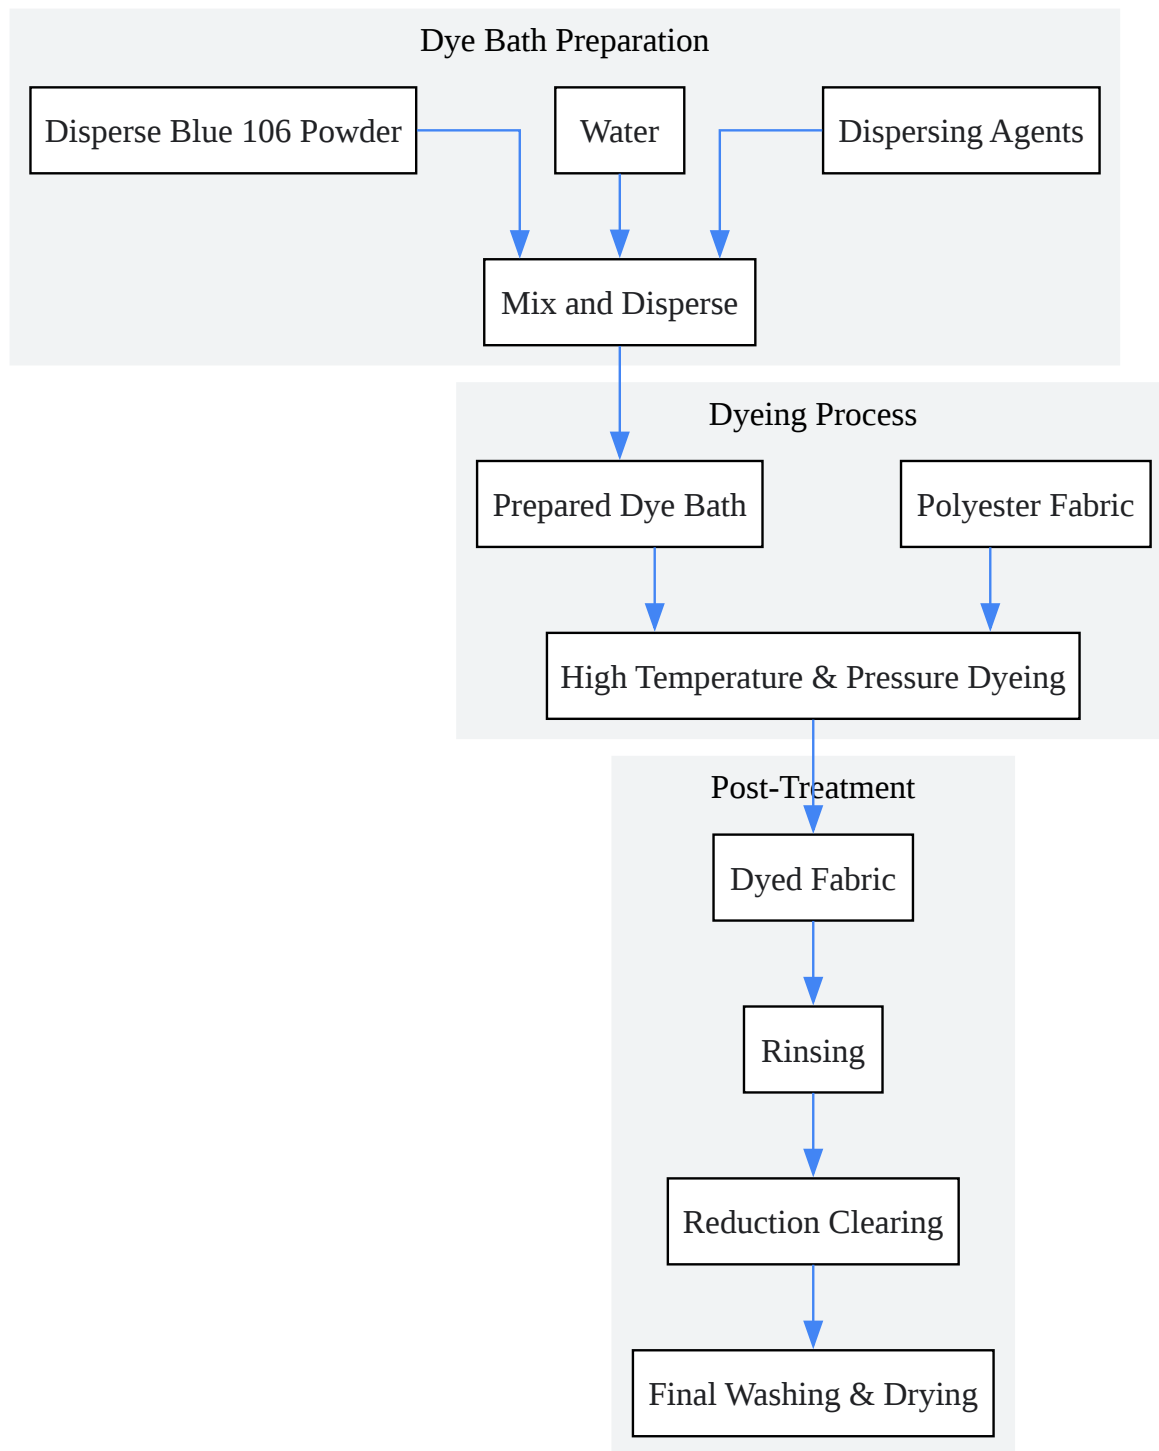 Dye Bath Preparation
Disperse Blue 106 Powder
Water
Dispersing Agents
Mix and Disperse
Dyeing Process
Prepared Dye Bath
Polyester Fabric
High Temperature & Pressure Dyeing
Post-Treatment
Dyed Fabric
Rinsing
Reduction Clearing
Final Washing & Drying